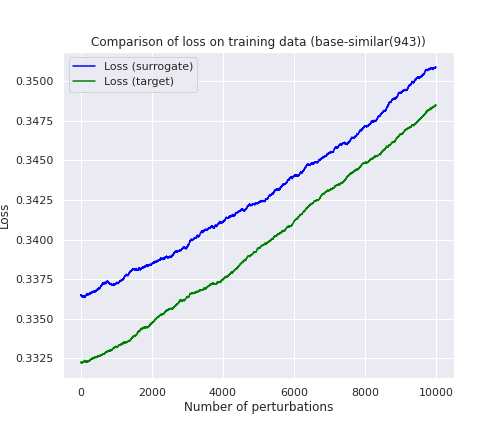 Comparison of loss on training data (base-similar(943))
Loss (surrogate)
Loss (target)
0.3500
0.3475
0.3450
0.3425
0.3400
0.3375
0.3350
0.3325
Loss
0 2000 4000 6000 8000 10000
Number of perturbations